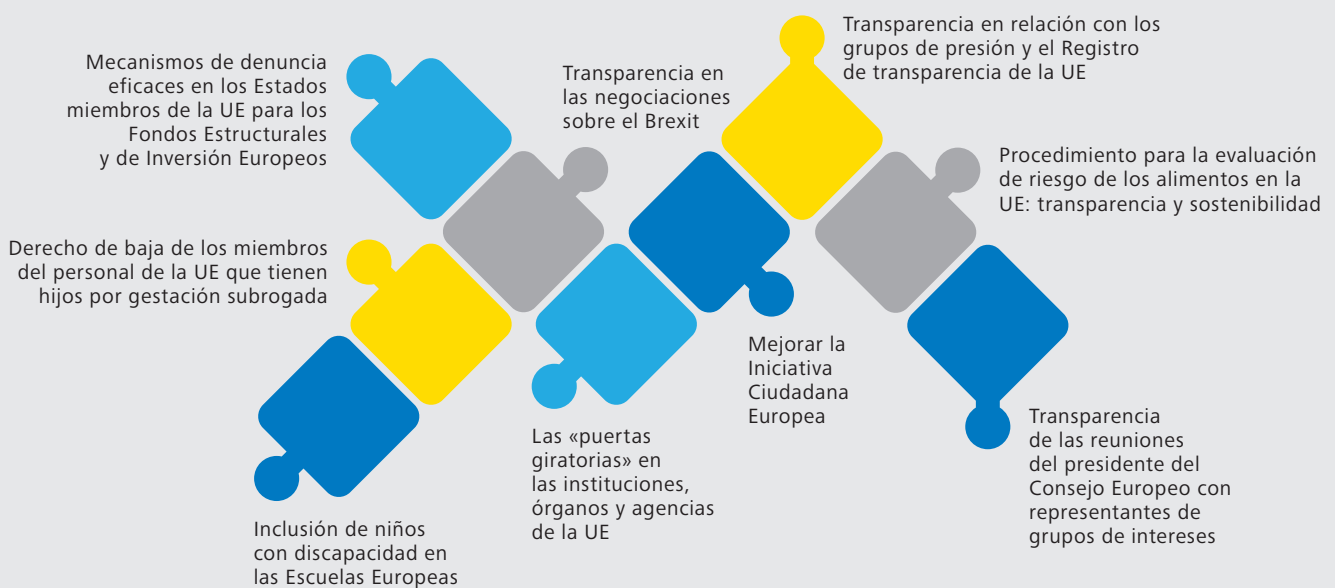 Mecanismos de denuncia
eficaces en los Estados
miembros de la UE para los
Fondos Estructurales
y de Inversión Europeos
Derecho de baja de los miembros
del personal de la UE que tienen
hijos por gestación subrogada
Inclusión de niños
con discapacidad en
las Escuelas Europeas
Transparencia en
las negociaciones
sobre el Brexit
Las «puertas
giratorias» en
las instituciones,
órganos y agencias
de la UE
Mejorar la
Iniciativa
Ciudadana
Europea
Transparencia en relación con los
grupos de presión y el Registro
de transparencia de la UE
Procedimiento para la evaluación
de riesgo de los alimentos en la
UE: transparencia y sostenibilidad
Transparencia
de las reuniones
del presidente del
Consejo Europeo con
representantes de
grupos de intereses